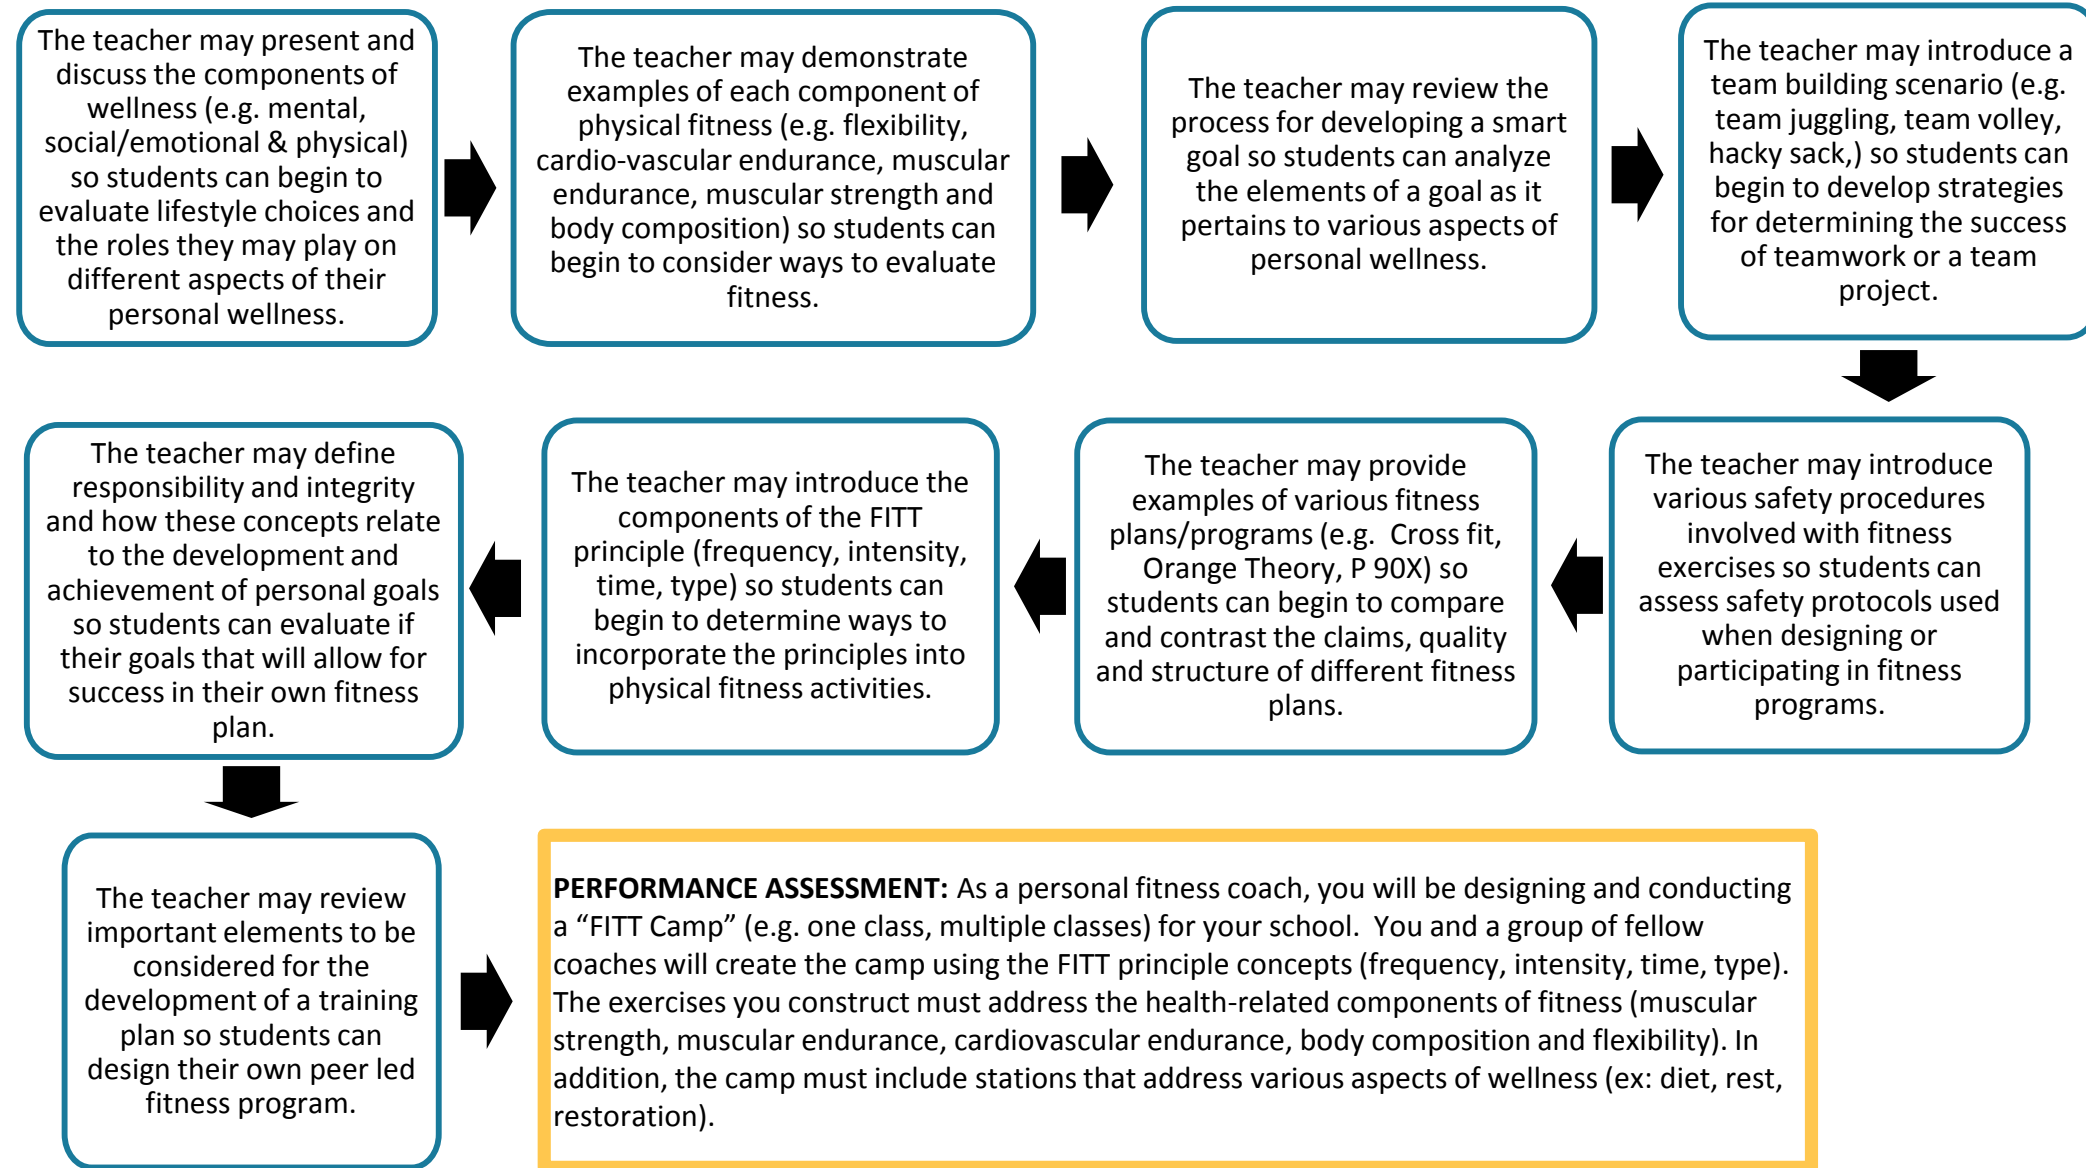 The teacher may present and
discuss the components of
wellness (e.g. mental,
social/emotional & physical)
so students can begin to
evaluate lifestyle choices and
the roles they may play on
different aspects of their
personal wellness.
The teacher may demonstrate
examples of each component of
physical fitness (e.g. flexibility,
cardio-vascular endurance, muscular
endurance, muscular strength and
body composition) so students can
begin to consider ways to evaluate
fitness.
The teacher may review the
process for developing a smart
goal so students can analyze
the elements of a goal as it
pertains to various aspects of
personal wellness.
The teacher may introduce a
team building scenario (e.g.
team juggling, team volley,
hacky sack,) so students can
begin to develop strategies
for determining the success
of teamwork or a team
project.
The teacher may introduce
various safety procedures
involved with fitness
exercises so students can
assess safety protocols used
when designing or
participating in fitness
programs.
The teacher may provide
examples of various fitness
plans/programs (e.g.  Cross fit,
Orange Theory, P 90X) so
students can begin to compare
and contrast the claims, quality
and structure of different fitness
plans.
The teacher may introduce the
components of the FITT
principle (frequency, intensity,
time, type) so students can
begin to determine ways to
incorporate the principles into
physical fitness activities.
The teacher may define
responsibility and integrity
and how these concepts relate
to the development and
achievement of personal goals
so students can evaluate if
their goals that will allow for
success in their own fitness
plan.
The teacher may review
important elements to be
considered for the
development of a training
plan so students can
design their own peer led
fitness program.
PERFORMANCE ASSESSMENT: As a personal fitness coach, you will be designing and conducting
a “FITT Camp” (e.g. one class, multiple classes) for your school.  You and a group of fellow
coaches will create the camp using the FITT principle concepts (frequency, intensity, time, type).
The exercises you construct must address the health-related components of fitness (muscular
strength, muscular endurance, cardiovascular endurance, body composition and flexibility). In
addition, the camp must include stations that address various aspects of wellness (ex: diet, rest,
restoration).